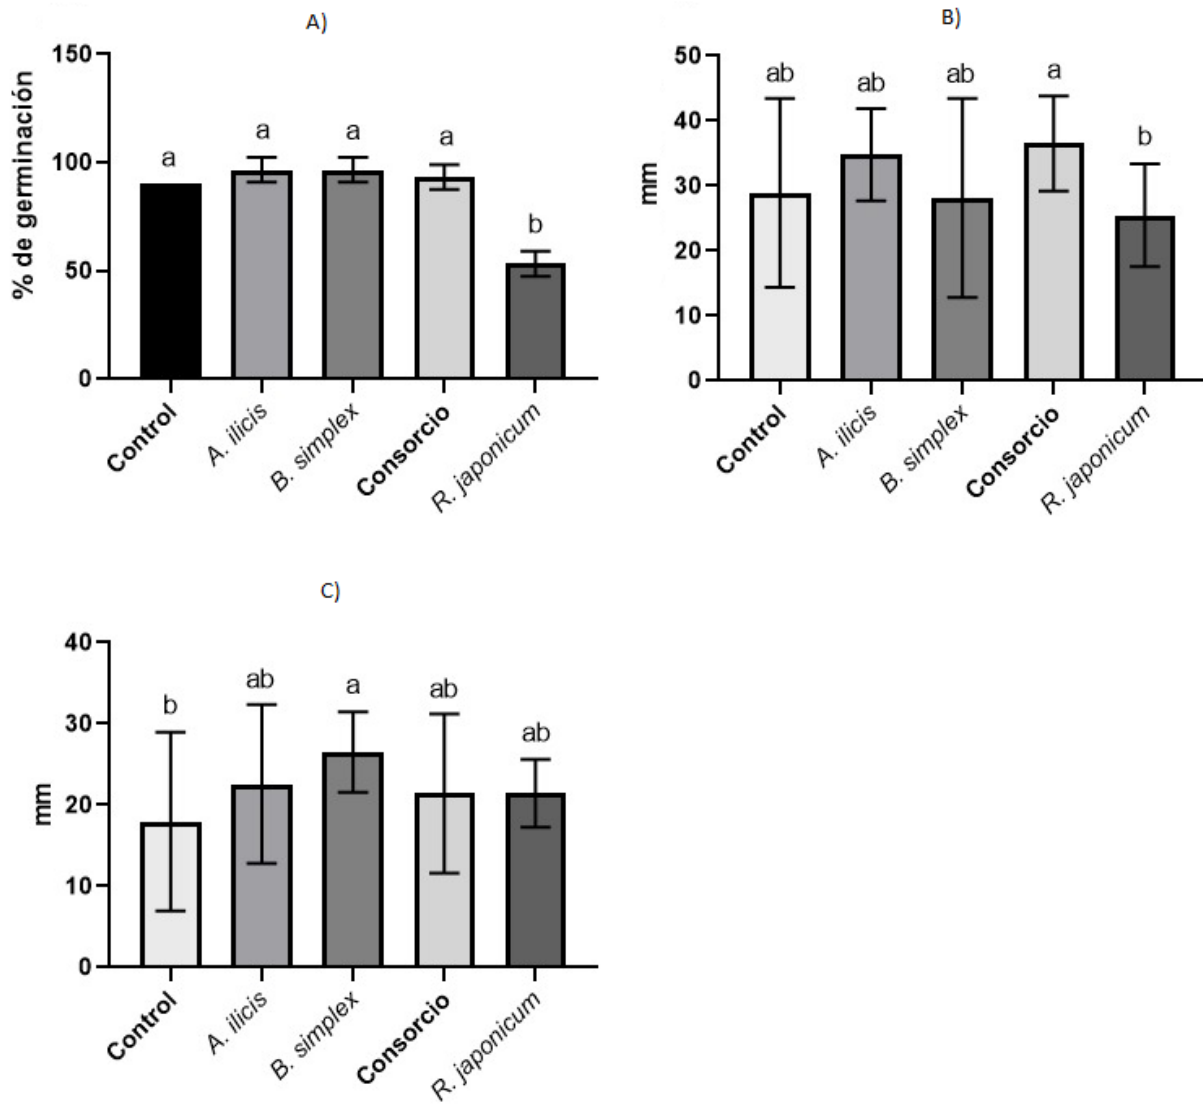 A)
% de germinación
150
100
50
0
a
a
a
a
b
Control
A. ilicis
B. simplex
Consorcio
R. japonicum
B)
mm
50
40
30
20
10
0
ab
ab
ab
a
b
Control
A. ilicis
B. simplex
Consorcio
R. japonicum
C)
mm
40
30
20
10
0
b
ab
a
ab
ab
Control
A. ilicis
B. simplex
Consorcio
R. japonicum